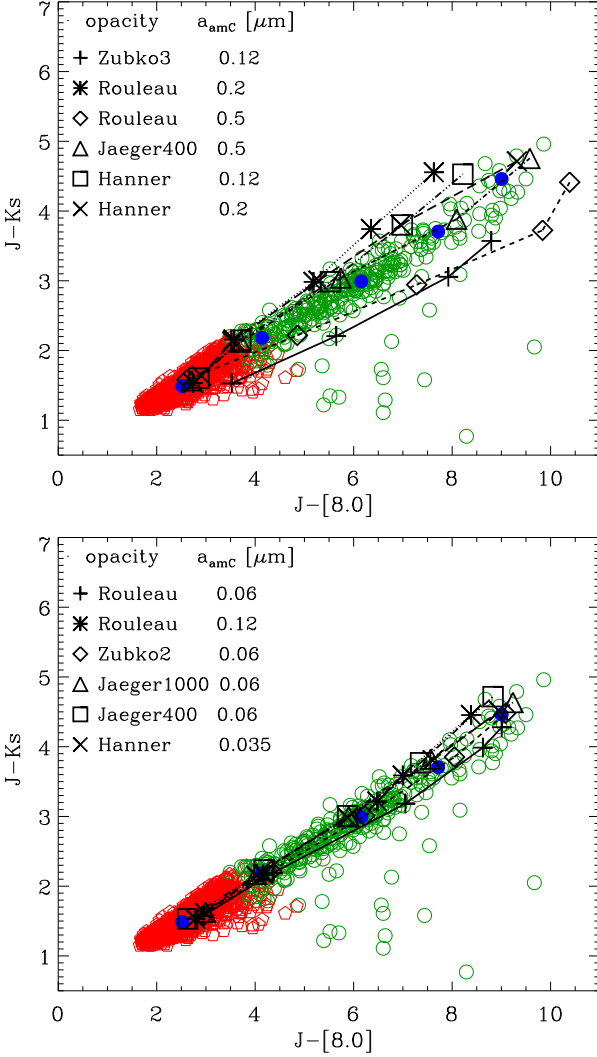 7
opacity a_amC [μm]
Zubko3 0.12
6
Rouleau 0.2
Rouleau 0.5
5
Jaeger400 0.5
Hanner 0.12
4
Hanner 0.2
J-Ks
3
2
1
0 2 4 6 8 10
J-[8.0]
7
opacity a_amC [μm]
Rouleau 0.06
6
Rouleau 0.12
Zubko2 0.06
5
Jaeger1000 0.06
Jaeger400 0.06
4
Hanner 0.035
J-Ks
3
2
1
0 2 4 6 8 10
J-[8.0]